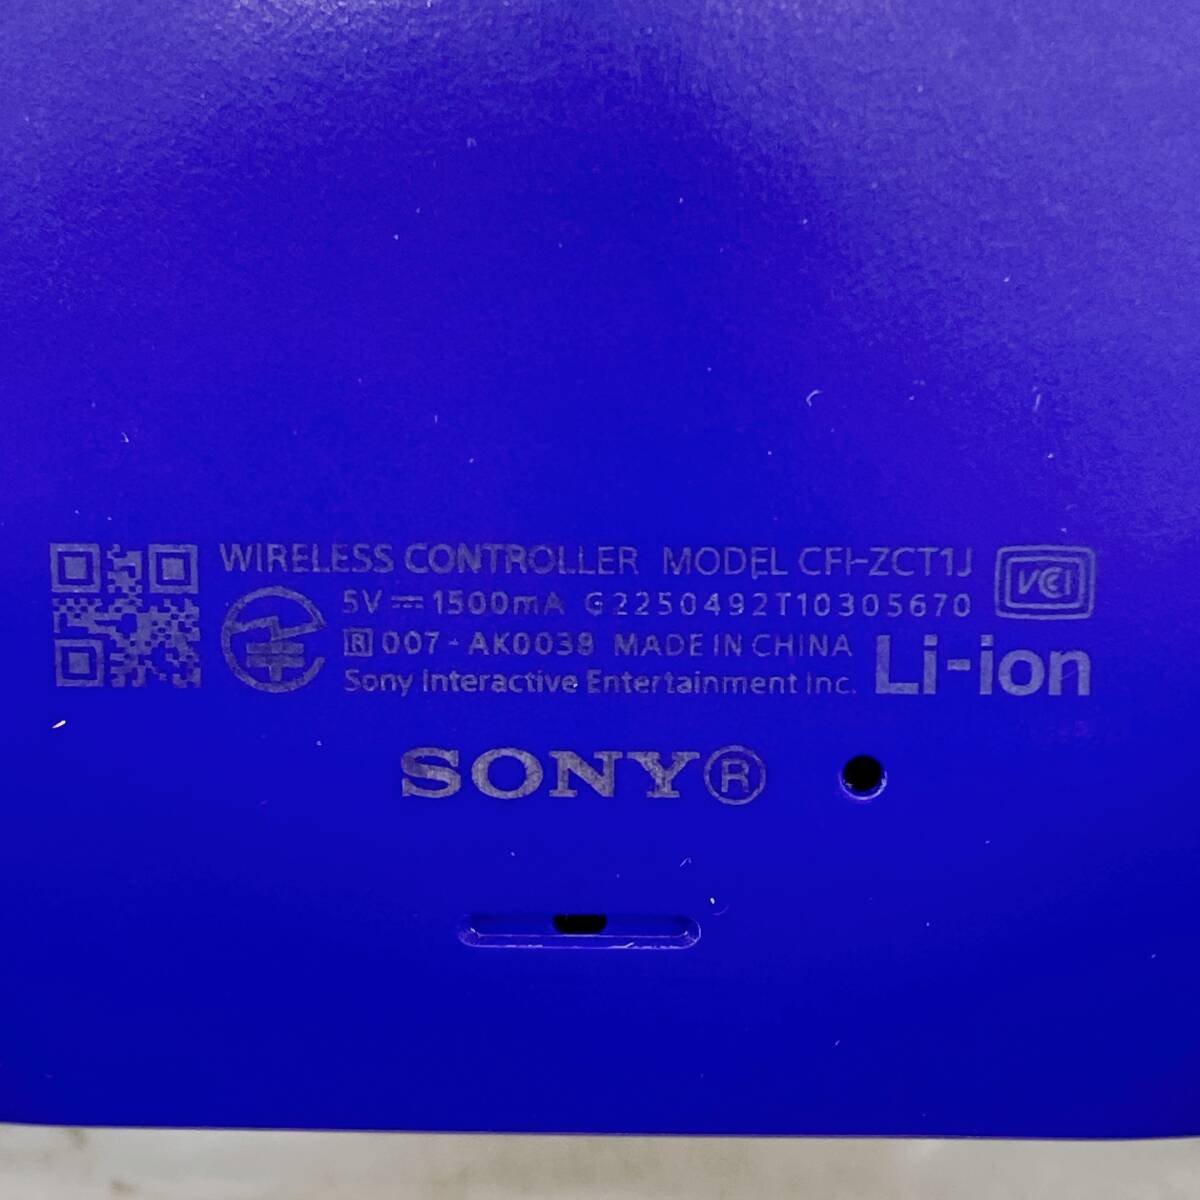 WIRELESS CONTROLLER MODEL CFI-ZCT1J
5V⎓1500mA G2250492T10305670
R 007-AK0038 MADE IN CHINA
Sony Interactive Entertainment Inc.
VCCI
Li-ion
SONY®